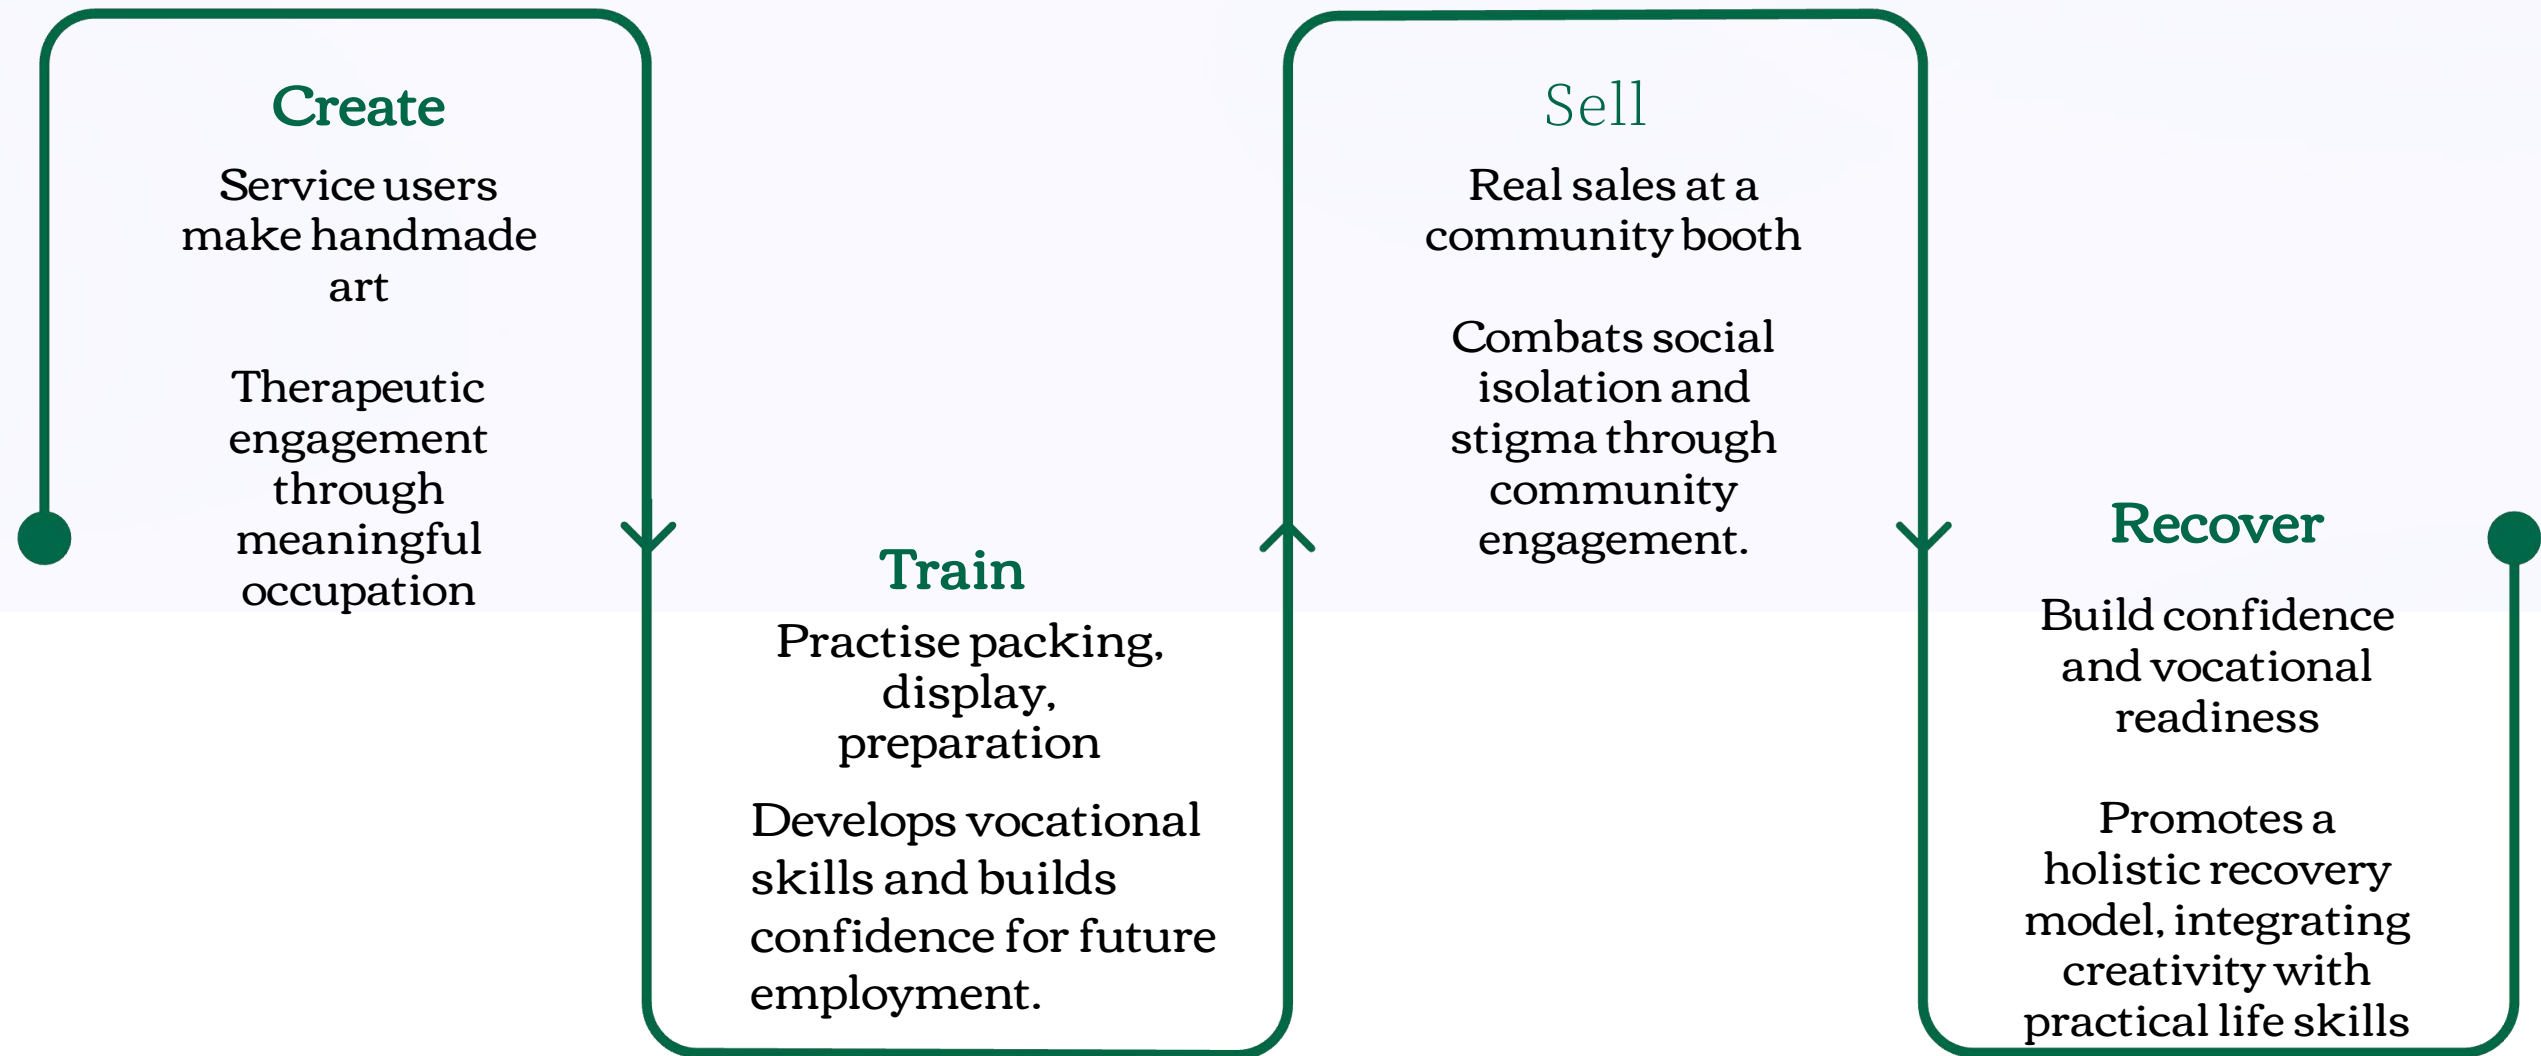 Create
Service users
make handmade
art
Therapeutic
engagement
through
meaningful
occupation
Train
Practise packing,
display,
preparation
Develops vocational
skills and builds
confidence for future
employment.
Sell
Real sales at a
community booth
Combats social
isolation and
stigma through
community
engagement.
Recover
Build confidence
and vocational
readiness
Promotes a
holistic recovery
model, integrating
creativity with
practical life skills